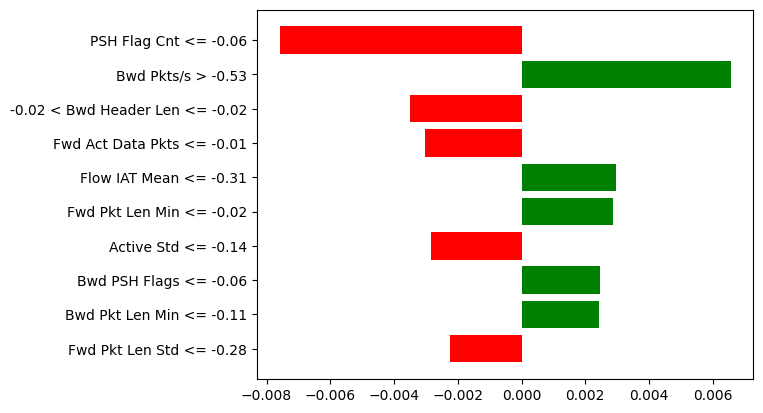 PSH Flag Cnt <= -0.06
Bwd Pkts/s > -0.53
-0.02 < Bwd Header Len <= -0.02
Fwd Act Data Pkts <= -0.01
Flow IAT Mean <= -0.31
Fwd Pkt Len Min <= -0.02
Active Std <= -0.14
Bwd PSH Flags <= -0.06
Bwd Pkt Len Min <= -0.11
Fwd Pkt Len Std <= -0.28
−0.008 −0.006 −0.004 −0.002 0.000 0.002 0.004 0.006